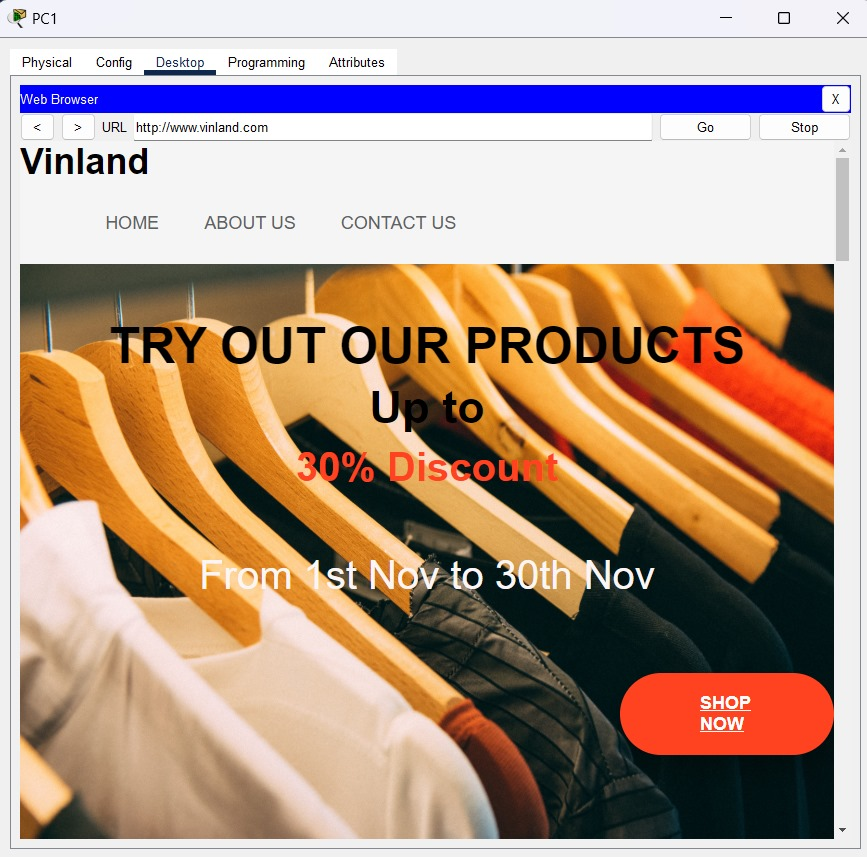 PC1
Physical Config Desktop Programming Attributes
Web Browser X
< > URL http://www.vinland.com Go Stop
Vinland
HOME ABOUT US CONTACT US
TRY OUT OUR PRODUCTS
Up to
30% Discount
From 1st Nov to 30th Nov
SHOP
NOW